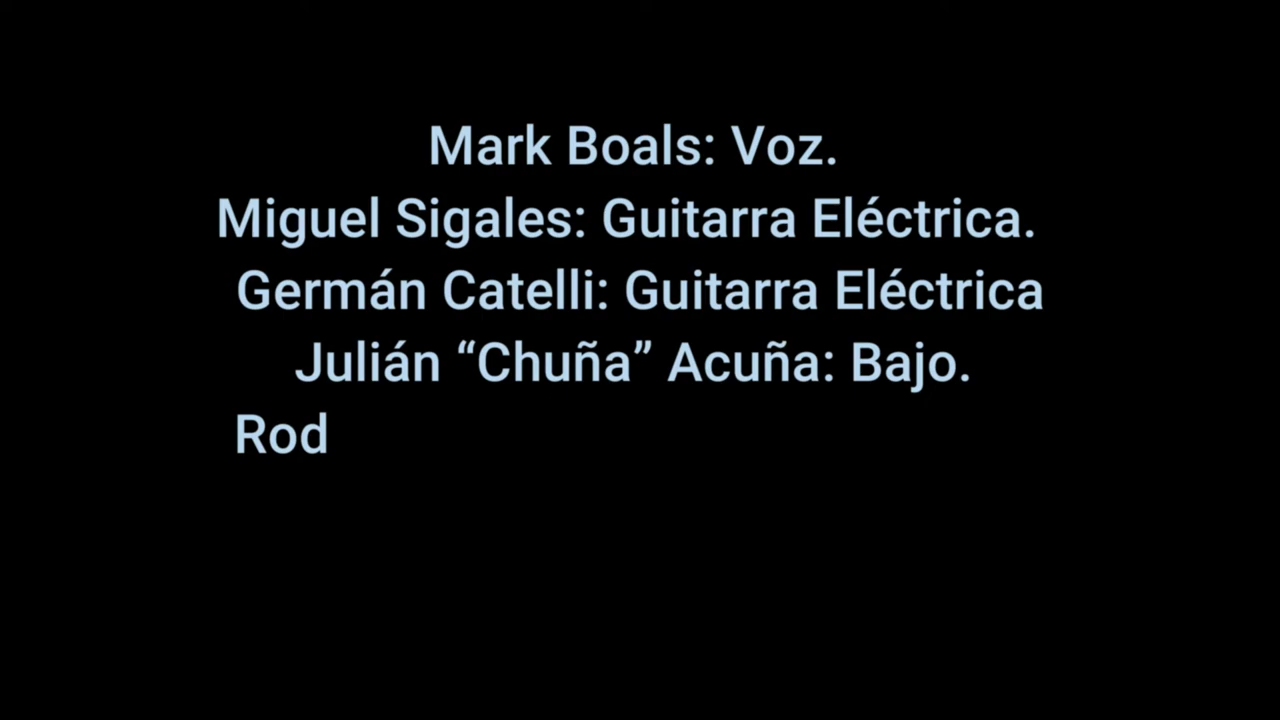 Mark Boals: Voz.
Miguel Sigales: Guitarra Eléctrica.
Germán Catelli: Guitarra Eléctrica
Julián “Chuña” Acuña: Bajo.
Rod